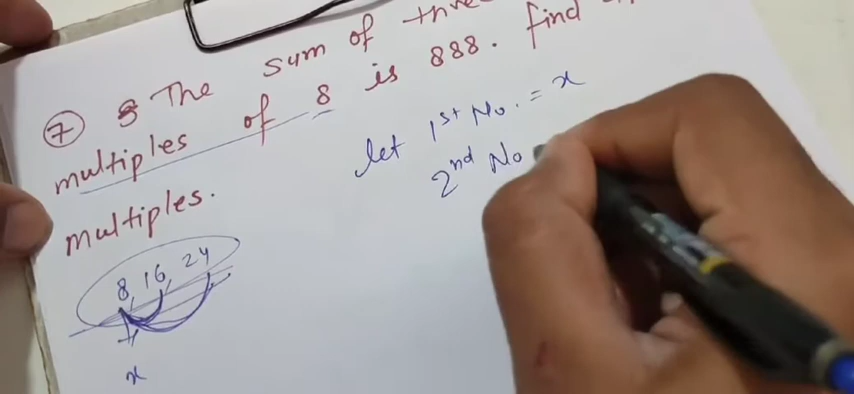 7 The sum of three
multiples of 8 is 888. find
multiples.
8, 16, 24
x
let 1st No. = x
2nd No